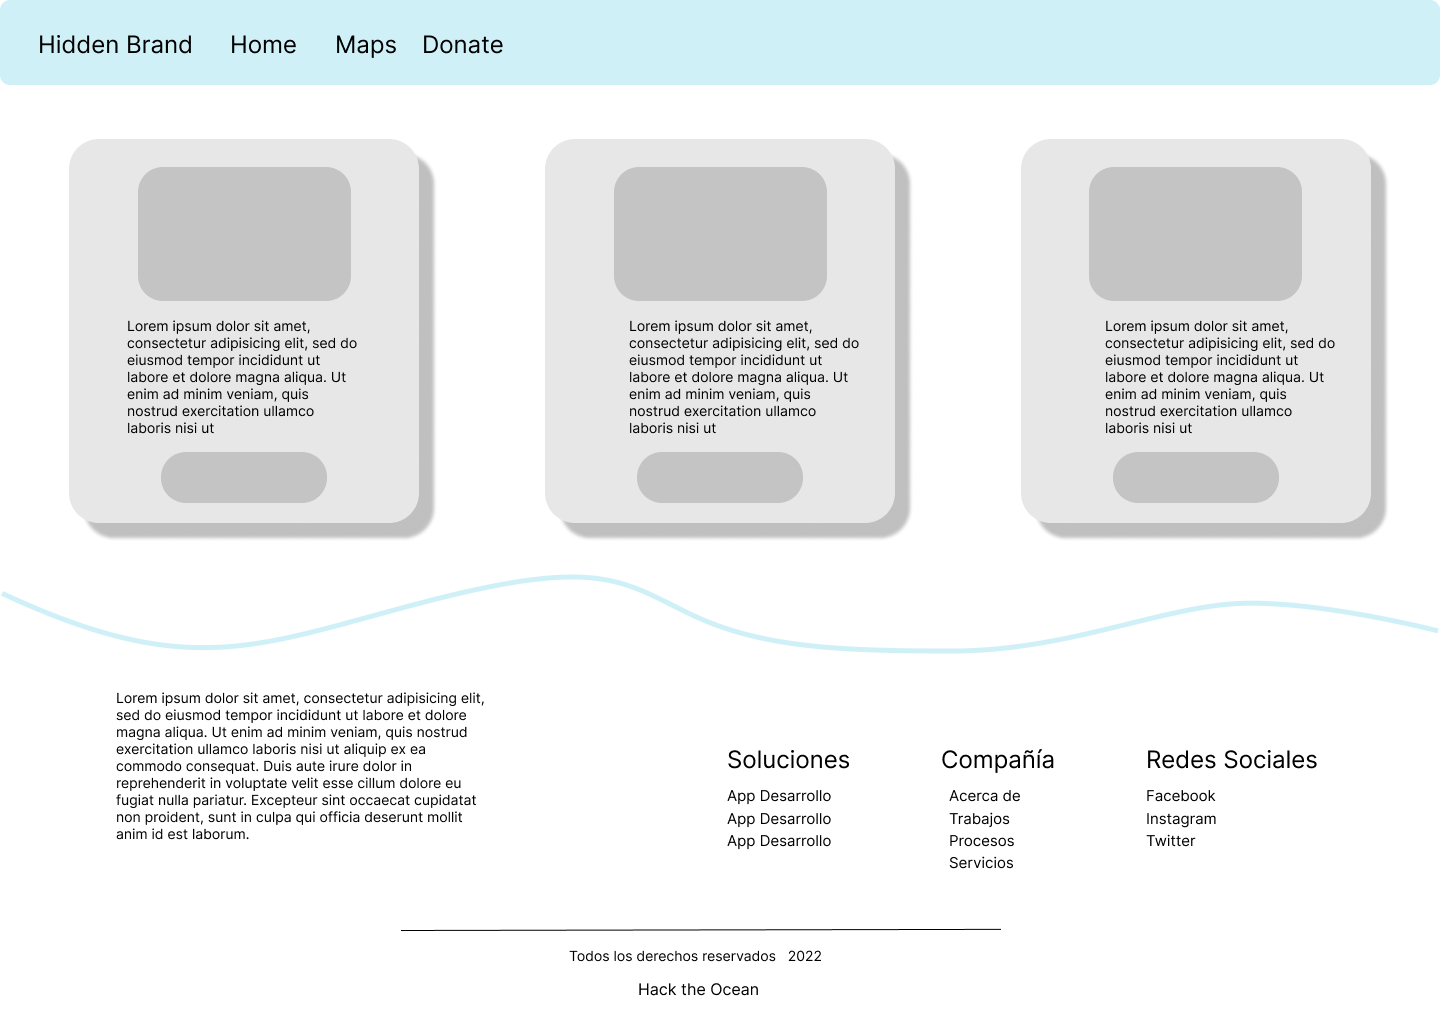 Hidden Brand Home Maps Donate
Lorem ipsum dolor sit amet,
consectetur adipisicing elit, sed do
eiusmod tempor incididunt ut
labore et dolore magna aliqua. Ut
enim ad minim veniam, quis
nostrud exercitation ullamco
laboris nisi ut
Lorem ipsum dolor sit amet,
consectetur adipisicing elit, sed do
eiusmod tempor incididunt ut
labore et dolore magna aliqua. Ut
enim ad minim veniam, quis
nostrud exercitation ullamco
laboris nisi ut
Lorem ipsum dolor sit amet,
consectetur adipisicing elit, sed do
eiusmod tempor incididunt ut
labore et dolore magna aliqua. Ut
enim ad minim veniam, quis
nostrud exercitation ullamco
laboris nisi ut
Lorem ipsum dolor sit amet, consectetur adipisicing elit,
sed do eiusmod tempor incididunt ut labore et dolore
magna aliqua. Ut enim ad minim veniam, quis nostrud
exercitation ullamco laboris nisi ut aliquip ex ea
commodo consequat. Duis aute irure dolor in
reprehenderit in voluptate velit esse cillum dolore eu
fugiat nulla pariatur. Excepteur sint occaecat cupidatat
non proident, sunt in culpa qui officia deserunt mollit
anim id est laborum.
Soluciones
App Desarrollo
App Desarrollo
App Desarrollo
Compañía
Acerca de
Trabajos
Procesos
Servicios
Redes Sociales
Facebook
Instagram
Twitter
Todos los derechos reservados 2022
Hack the Ocean